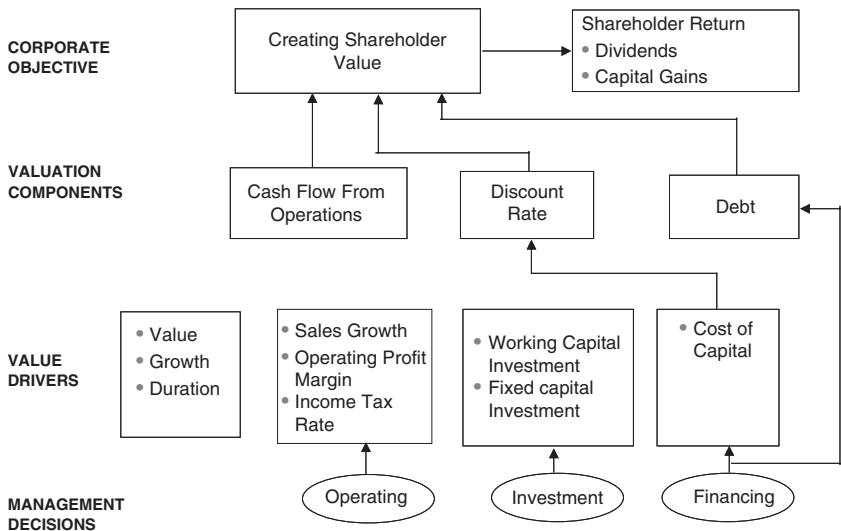 CORPORATE
OBJECTIVE
Creating Shareholder
Value
Shareholder Return
• Dividends
• Capital Gains
VALUATION
COMPONENTS
Cash Flow From
Operations
Discount
Rate
Debt
VALUE
DRIVERS
• Value
• Growth
• Duration
• Sales Growth
• Operating Profit
Margin
• Income Tax
Rate
• Working Capital
Investment
• Fixed capital
Investment
• Cost of
Capital
MANAGEMENT
DECISIONS
Operating
Investment
Financing